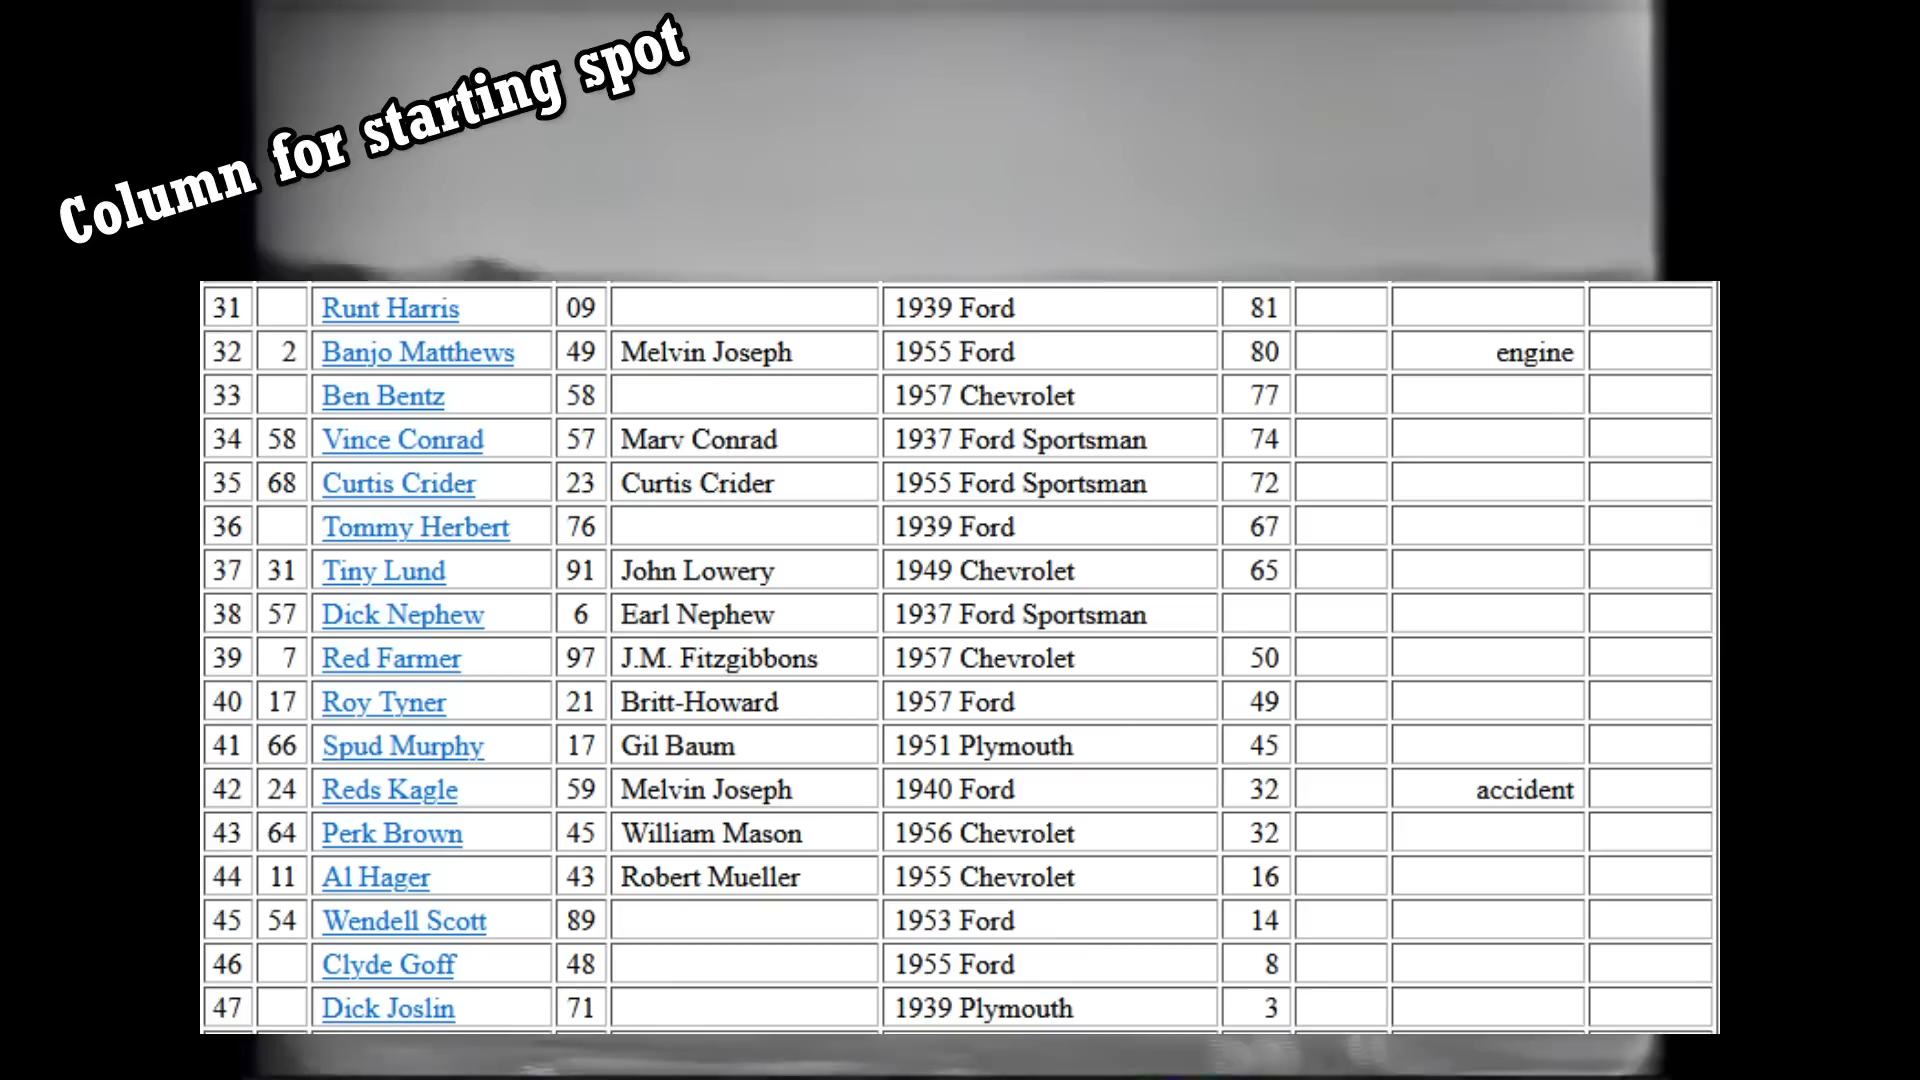 Column for starting spot
31 Runt Harris 09 1939 Ford 81
32 2 Banjo Matthews 49 Melvin Joseph 1955 Ford 80 engine
33 Ben Bentz 58 1957 Chevrolet 77
34 58 Vince Conrad 57 Marv Conrad 1937 Ford Sportsman 74
35 68 Curtis Crider 23 Curtis Crider 1955 Ford Sportsman 72
36 Tommy Herbert 76 1939 Ford 67
37 31 Tiny Lund 91 John Lowery 1949 Chevrolet 65
38 57 Dick Nephew 6 Earl Nephew 1937 Ford Sportsman
39 7 Red Farmer 97 J.M. Fitzgibbons 1957 Chevrolet 50
40 17 Roy Tyner 21 Britt-Howard 1957 Ford 49
41 66 Spud Murphy 17 Gil Baum 1951 Plymouth 45
42 24 Reds Kagle 59 Melvin Joseph 1940 Ford 32 accident
43 64 Perk Brown 45 William Mason 1956 Chevrolet 32
44 11 Al Hager 43 Robert Mueller 1955 Chevrolet 16
45 54 Wendell Scott 89 1953 Ford 14
46 Clyde Goff 48 1955 Ford 8
47 Dick Joslin 71 1939 Plymouth 3